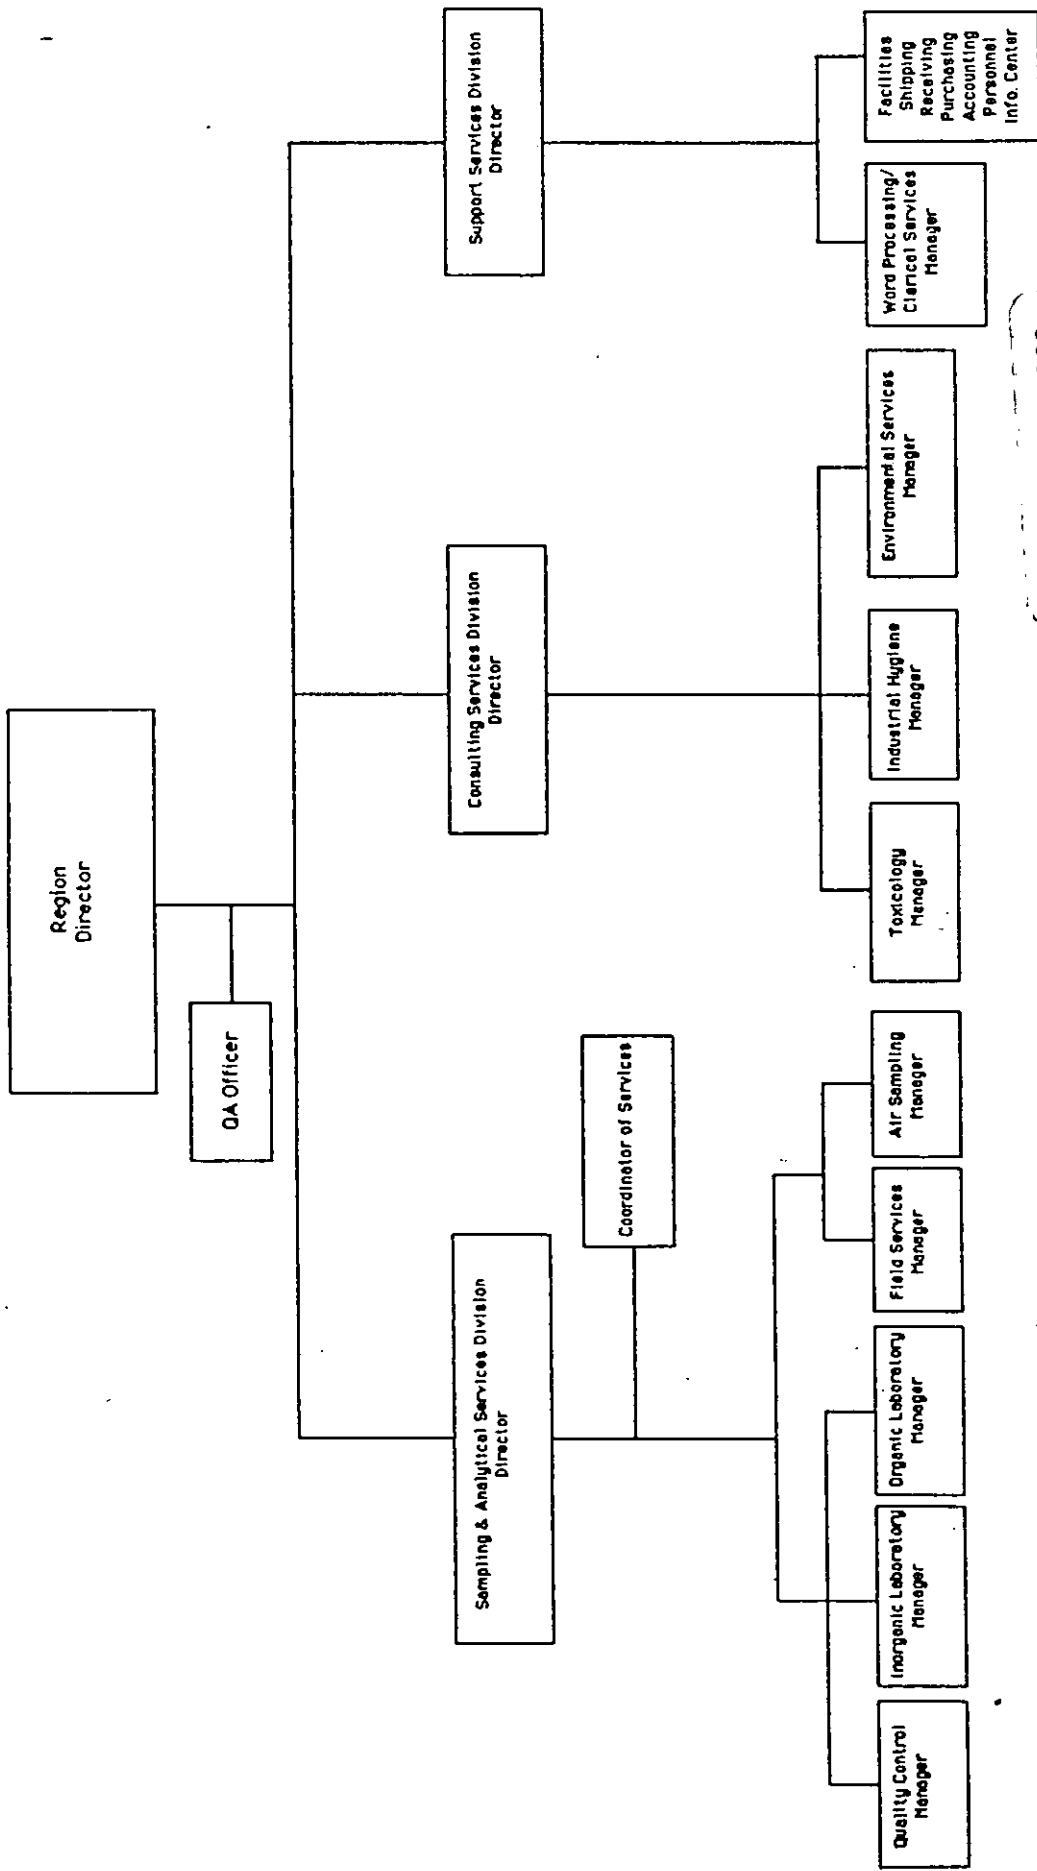 Region
Director
QA Officer
Sampling & Analytical Services Division
Director
Consulting Services Division
Director
Support Services Division
Director
Coordinator of Services
Quality Control
Manager
Inorganic Laboratory
Manager
Organic Laboratory
Manager
Field Services
Manager
Air Sampling
Manager
Toxicology
Manager
Industrial Hygiene
Manager
Environmental Services
Manager
Word Processing/
Clerical Services
Manager
Facilities
Shipping
Receiving
Purchasing
Accounting
Personnel
Info. Center